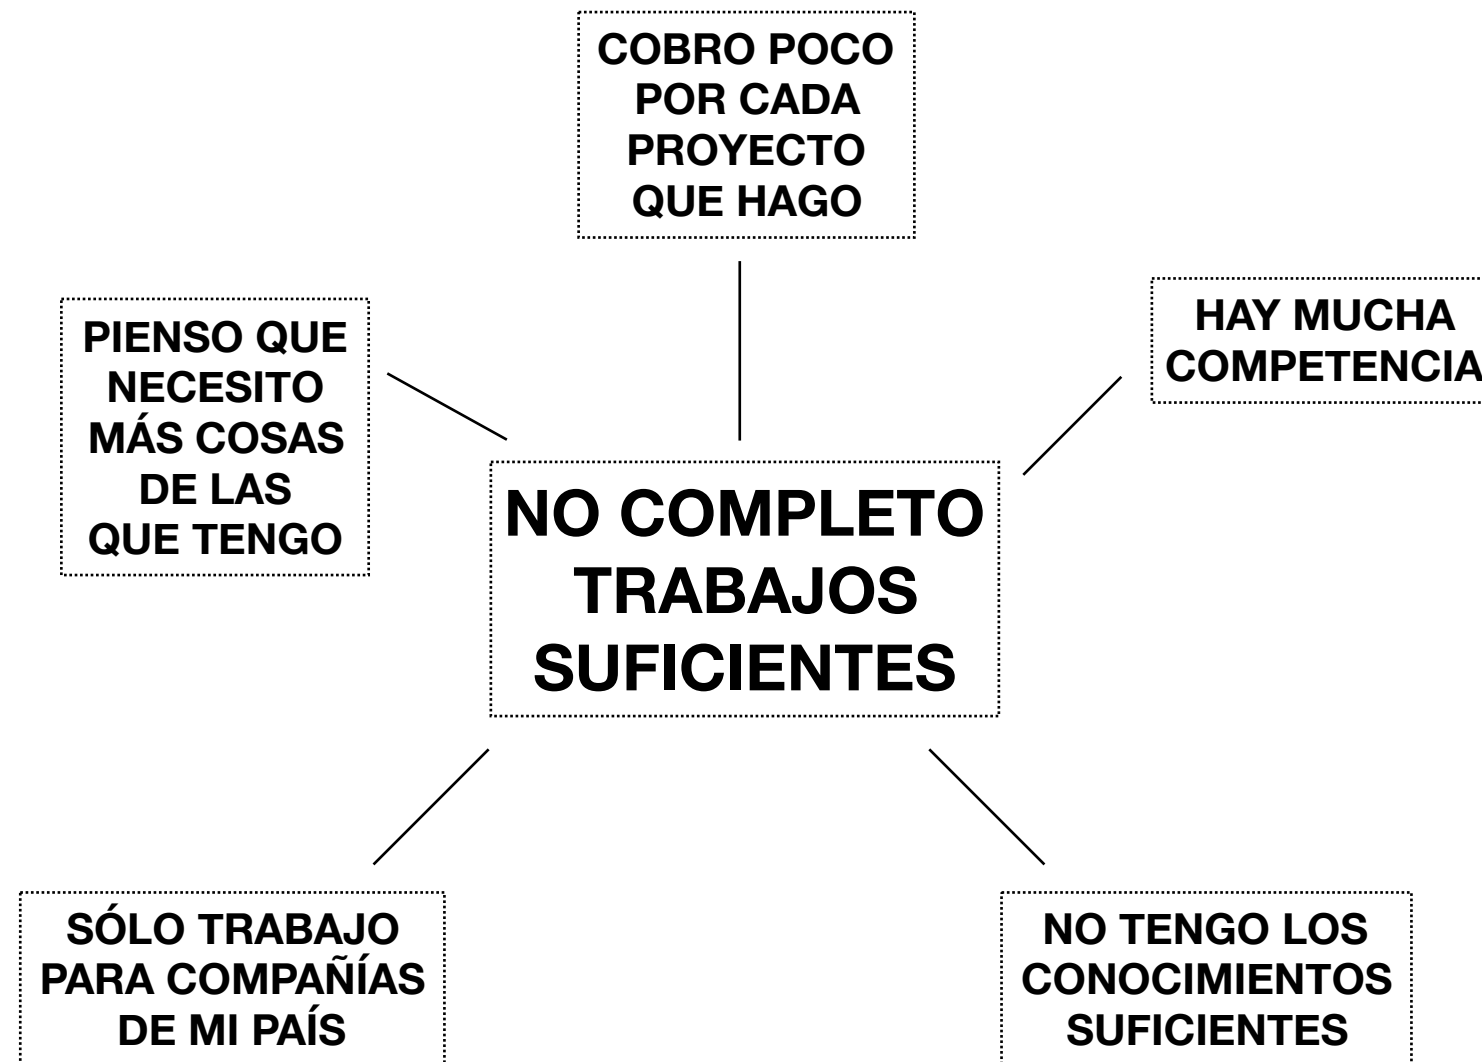 COBRO POCO
POR CADA
PROYECTO
QUE HAGO
PIENSO QUE
NECESITO
MÁS COSAS
DE LAS
QUE TENGO
HAY MUCHA
COMPETENCIA
NO COMPLETO
TRABAJOS
SUFICIENTES
SÓLO TRABAJO
PARA COMPAÑÍAS
DE MI PAÍS
NO TENGO LOS
CONOCIMIENTOS
SUFICIENTES